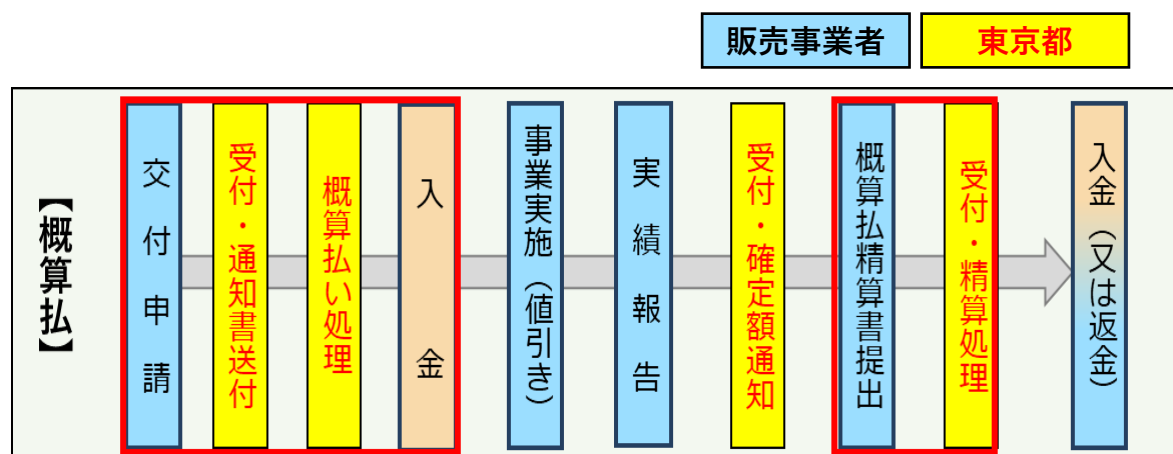 販売事業者
東京都
【概算払】
交付申請
受付・通知書送付
概算払い処理
入金
事業実施（値引き）
実績報告
受付・確定額通知
概算払精算書提出
受付・精算処理
入金（又は返金）